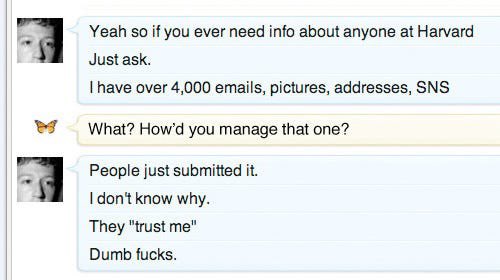 Yeah so if you ever need info about anyone at Harvard
Just ask.
I have over 4,000 emails, pictures, addresses, SNS
What? How'd you manage that one?
People just submitted it.
I don't know why.
They "trust me"
Dumb fucks.